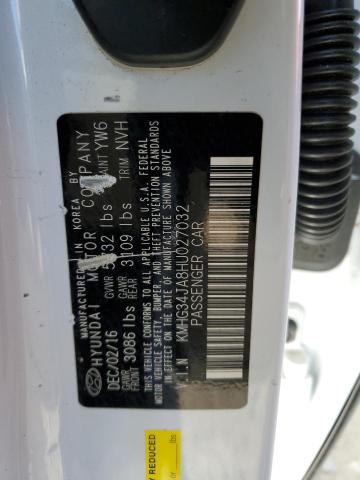 MANUFACTURED IN KOREA BY
HYUNDAI MOTOR COMPANY
DEC/02/16 GVWR 5432 lbs PAINT YW6
GAWR FRONT 3086 lbs GAWR REAR 3109 lbs TRIM NVH
THIS VEHICLE CONFORMS TO ALL APPLICABLE U.S.A. FEDERAL
MOTOR VEHICLE SAFETY, BUMPER, AND THEFT PREVENTION STANDARDS
IN EFFECT ON THE DATE OF MANUFACTURE SHOWN ABOVE.
V.I.N KMHG34JA8HU027032
PASSENGER CAR
Y REDUCED
or lbs